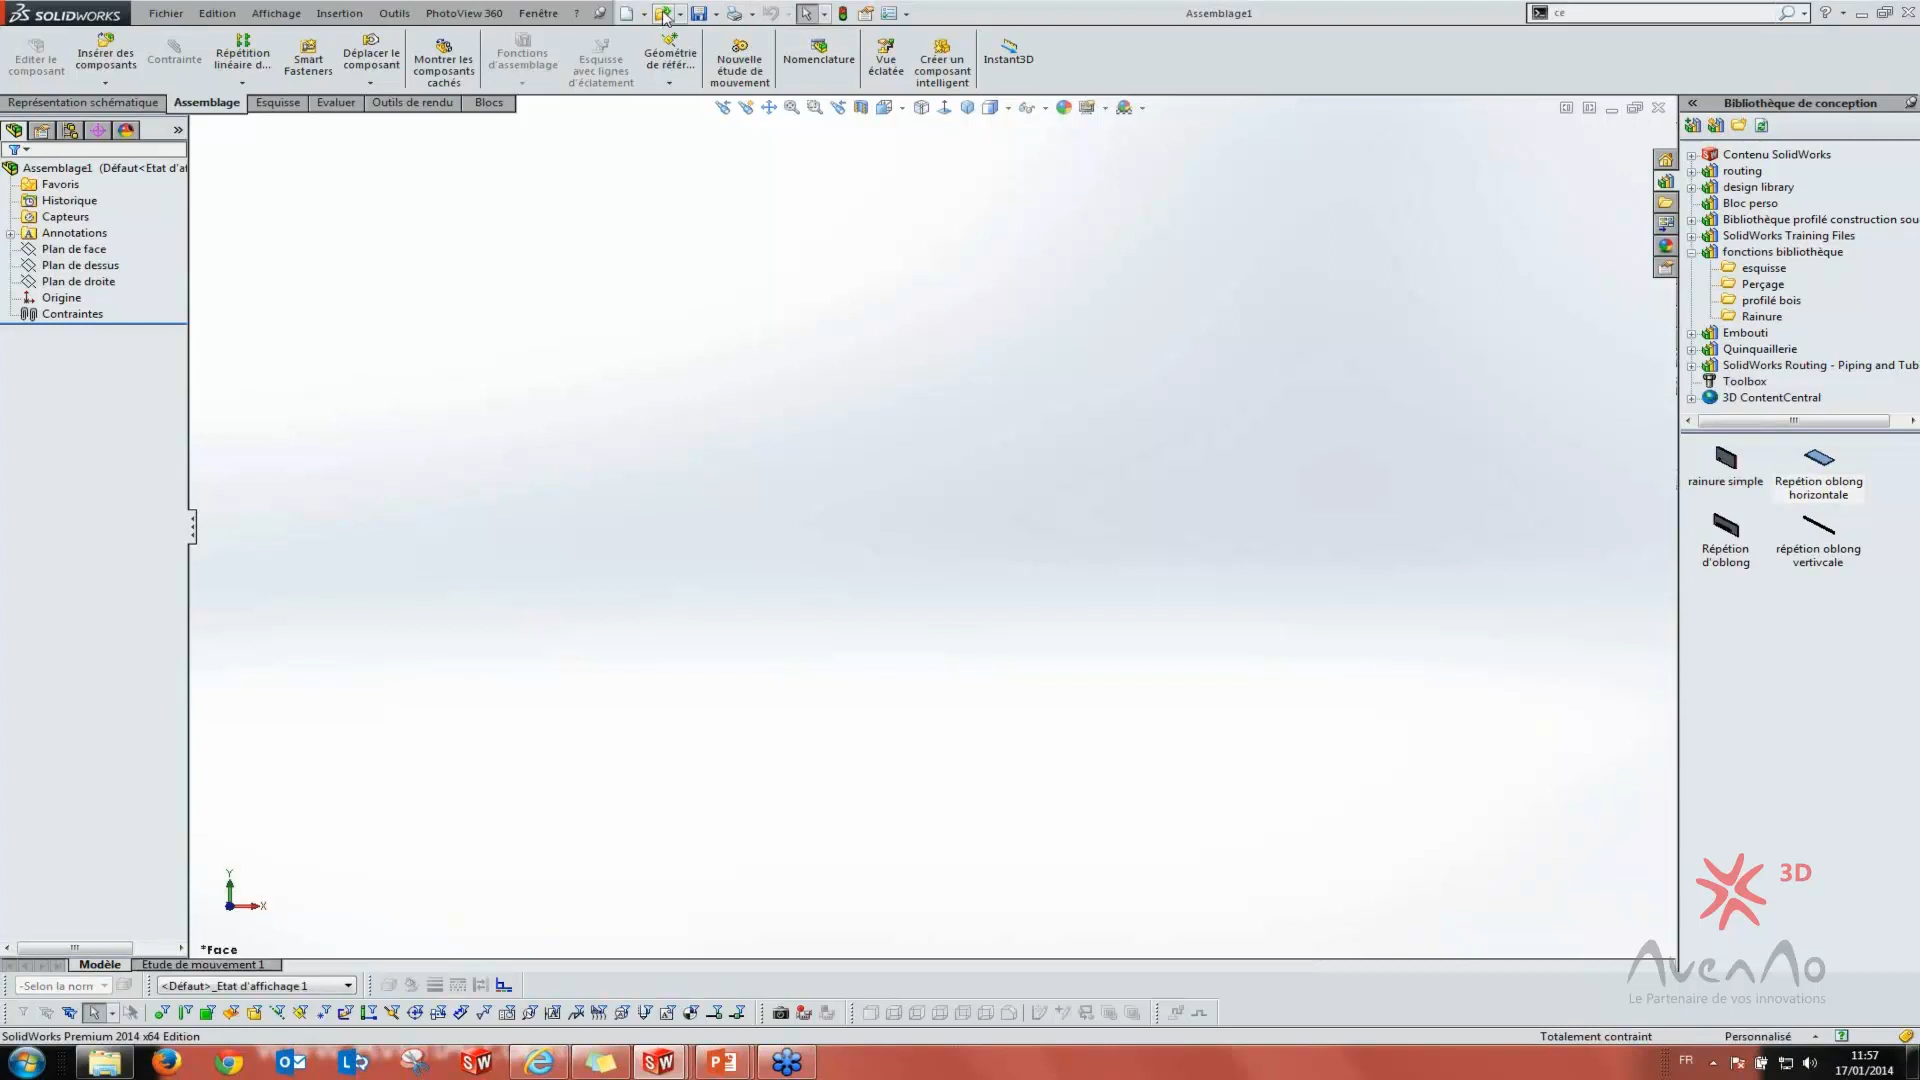 SOLIDWORKS Fichier Edition Affichage Insertion Outils PhotoView 360 Fenêtre ? Assemblage1 ce
Editer le composant
Insérer des composants
Contrainte
Répétition linéaire d...
Smart Fasteners
Déplacer le composant
Montrer les composants cachés
Fonctions d'assemblage
Esquisse avec lignes d'éclatement
Géométrie de référ...
Nouvelle étude de mouvement
Nomenclature
Vue éclatée
Créer un composant intelligent
Instant3D
Représentation schématique Assemblage Esquisse Evaluer Outils de rendu Blocs
Assemblage1 (Défaut<Etat d'af
Favoris
Historique
Capteurs
Annotations
Plan de face
Plan de dessus
Plan de droite
Origine
Contraintes
Y
X
*Face
Bibliothèque de conception
Contenu SolidWorks
routing
design library
Bloc perso
Bibliothèque profilé construction sou
SolidWorks Training Files
fonctions bibliothèque
esquisse
Perçage
profilé bois
Rainure
Embouti
Quinquaillerie
SolidWorks Routing - Piping and Tub
Toolbox
3D ContentCentral
rainure simple
Repétion oblong horizontale
Répétion d'oblong
répétion oblong vertivcale
3D
AvenAo
Le Partenaire de vos innovations
Modèle Etude de mouvement 1
-Selon la norn <Défaut>_Etat d'affichage 1
SolidWorks Premium 2014 x64 Edition Totalement contraint Personnalisé
FR 11:57
17/01/2014